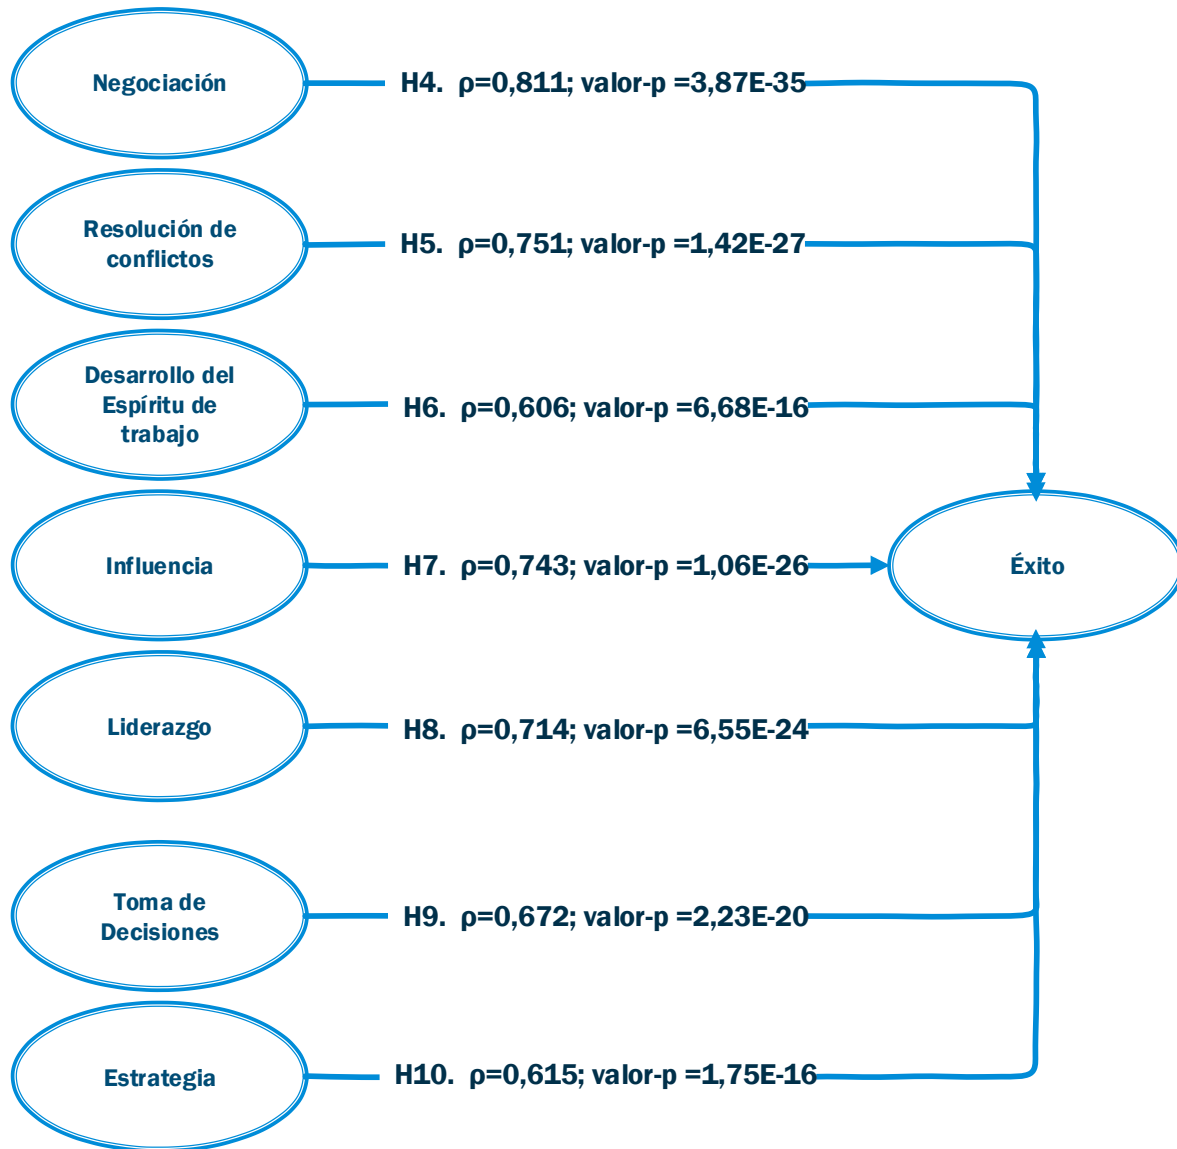 Negociación
H4. ρ=0,811; valor-p =3,87E-35
Resolución de
conflictos
H5. ρ=0,751; valor-p =1,42E-27
Desarrollo del
Espíritu de
trabajo
H6. ρ=0,606; valor-p =6,68E-16
Influencia
H7. ρ=0,743; valor-p =1,06E-26
Éxito
Liderazgo
H8. ρ=0,714; valor-p =6,55E-24
Toma de
Decisiones
H9. ρ=0,672; valor-p =2,23E-20
Estrategia
H10. ρ=0,615; valor-p =1,75E-16